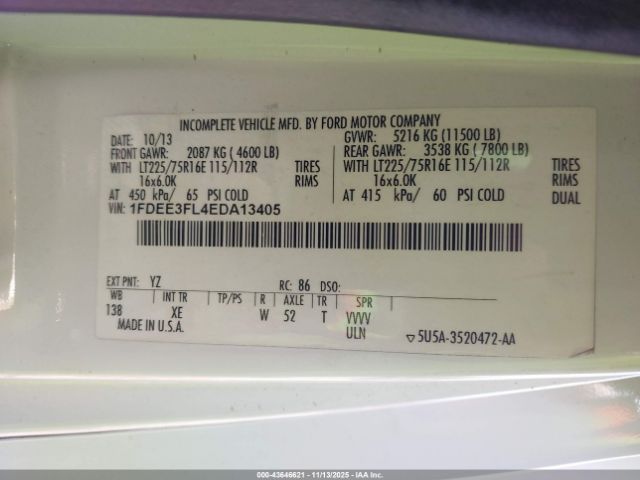 INCOMPLETE VEHICLE MFD. BY FORD MOTOR COMPANY
DATE: 10/13 GVWR: 5216 KG (11500 LB)
FRONT GAWR: 2087 KG ( 4600 LB) REAR GAWR: 3538 KG ( 7800 LB)
WITH LT225/75R16E 115/112R TIRES WITH LT225/75R16E 115/112R TIRES
16x6.0K RIMS 16x6.0K RIMS
AT 450 kPa/ 65 PSI COLD AT 415 kPa/ 60 PSI COLD DUAL
VIN: 1FDEE3FL4EDA13405
EXT PNT: YZ RC: 86 DSO:
WB INT TR TP/PS R AXLE TR SPR
138 XE W 52 T VVVV
MADE IN U.S.A. ULN ▽5U5A-3520472-AA
000-43646621 - 11/13/2025 - IAA, Inc.